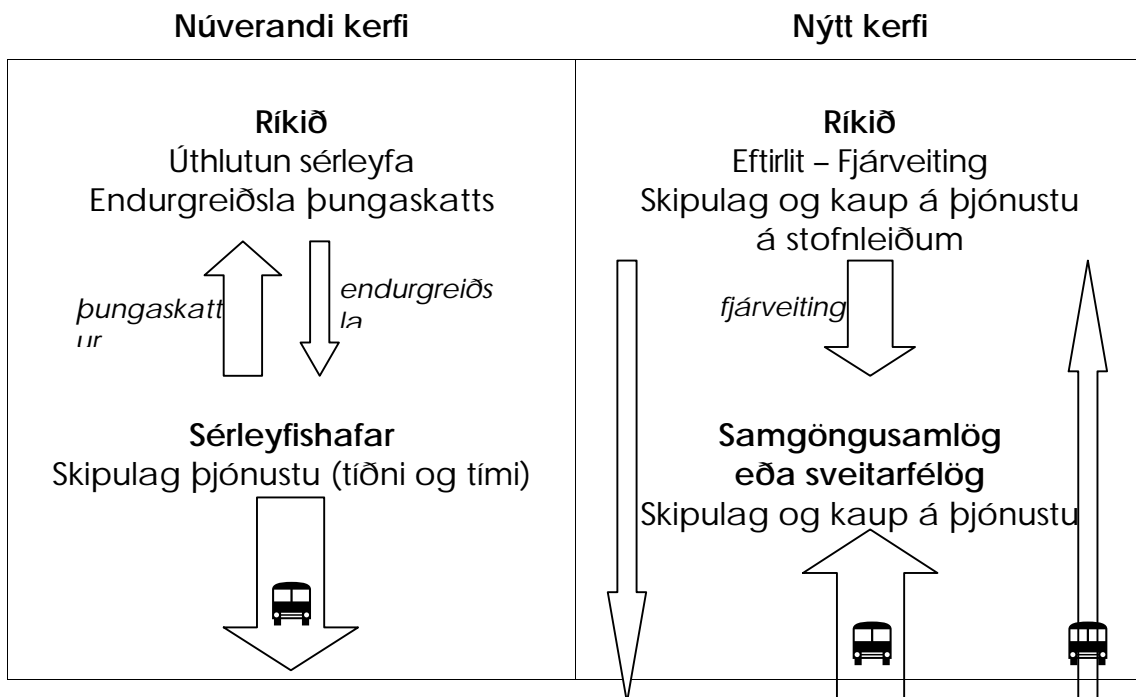 Núverandi kerfi
Ríkið
Úthlutun sérleyfa
Endurgreiðsla þungaskatts
þungaskatt
ur
endurgreiðs
la
Sérleyfishafar
Skipulag þjónustu (tíðni og tími)
Nýtt kerfi
Ríkið
Eftirlit – Fjárveiting
Skipulag og kaup á þjónustu
á stofnleiðum
fjárveiting
Samgöngusamlög
eða sveitarfélög
Skipulag og kaup á þjónustu